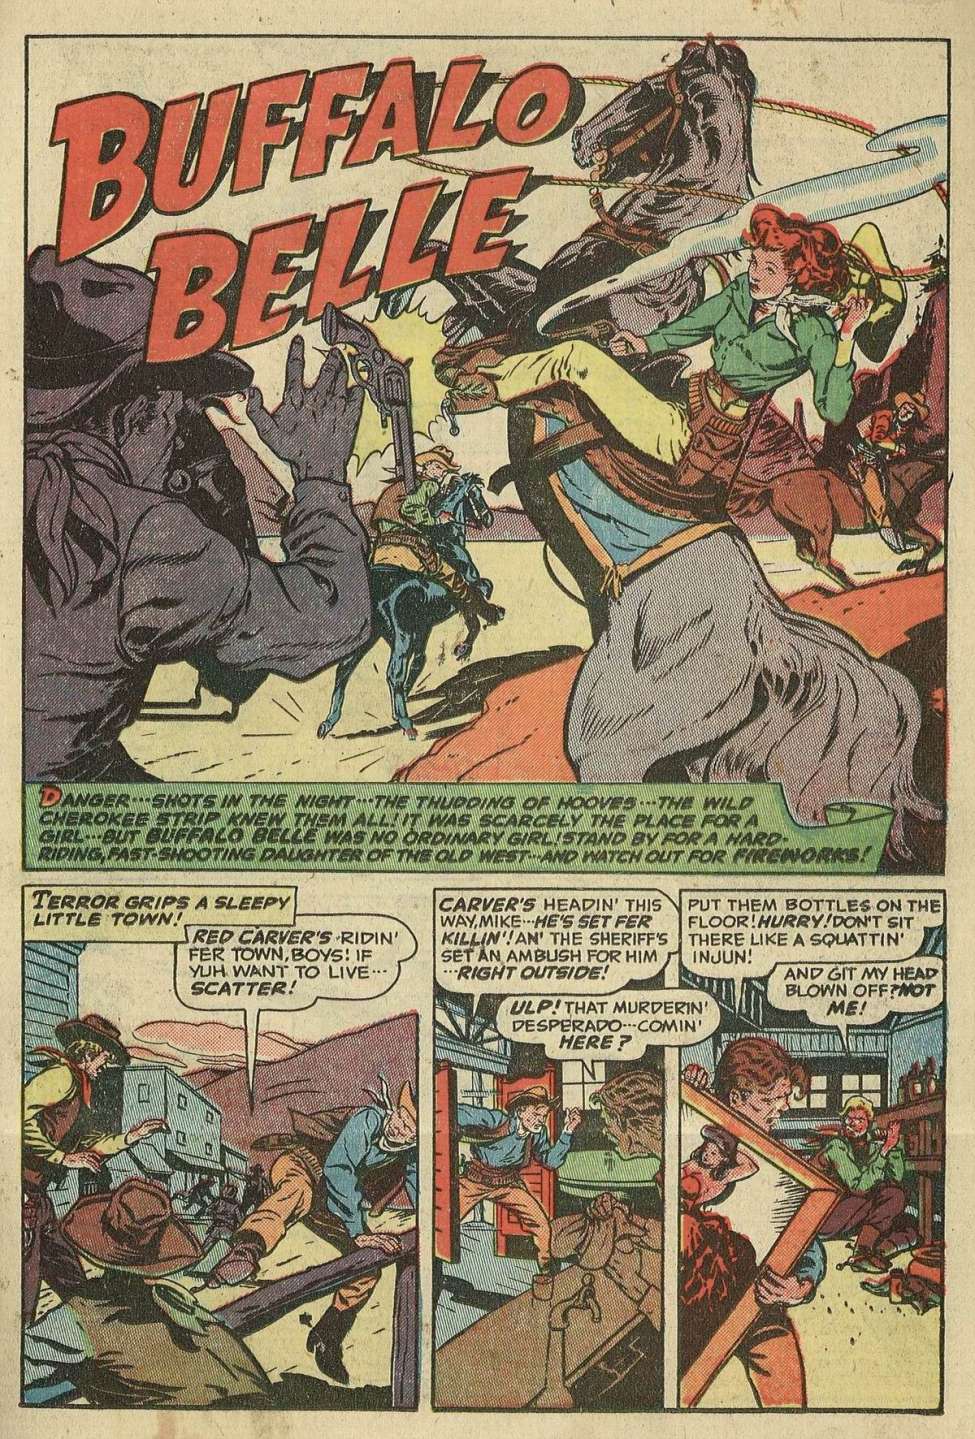 BUFFALO
BELLE
DANGER---SHOTS IN THE NIGHT---THE THUDDING OF HOOVES---THE WILD
CHEROKEE STRIP KNEW THEM ALL! IT WAS SCARCELY THE PLACE FOR A
GIRL---BUT BUFFALO BELLE WAS NO ORDINARY GIRL! STAND BY FOR A HARD-
RIDING, FAST-SHOOTING DAUGHTER OF THE OLD WEST---AND WATCH OUT FOR FIREWORKS!
TERROR GRIPS A SLEEPY
LITTLE TOWN!
RED CARVER'S RIDIN'
FER TOWN, BOYS! IF
YUH WANT TO LIVE---
SCATTER!
CARVER'S HEADIN' THIS
WAY, MIKE---HE'S SET FER
KILLIN'! AN' THE SHERIFF'S
SET AN AMBUSH FOR HIM
---RIGHT OUTSIDE!
ULP! THAT MURDERIN'
DESPERADO---COMIN'
HERE?
PUT THEM BOTTLES ON THE
FLOOR! HURRY! DON'T SIT
THERE LIKE A SQUATTIN'
INJUN!
AND GIT MY HEAD
BLOWN OFF? NOT
ME!